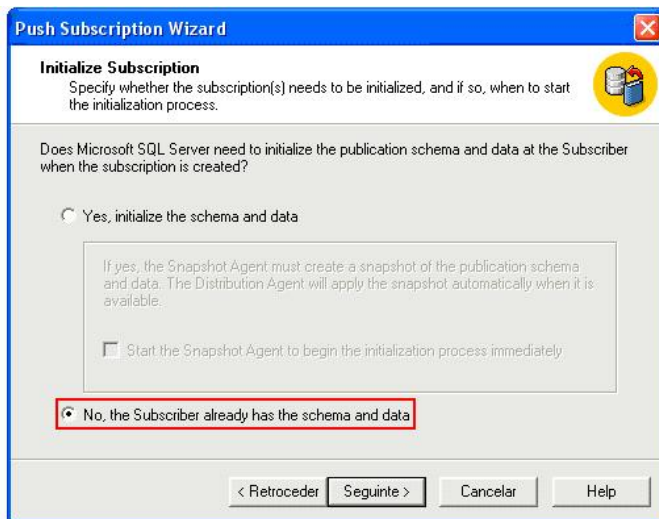 Push Subscription Wizard
Initialize Subscription
Specify whether the subscription(s) needs to be initialized, and if so, when to start
the initialization process.
Does Microsoft SQL Server need to initialize the publication schema and data at the Subscriber
when the subscription is created?
Yes, initialize the schema and data
If yes, the Snapshot Agent must create a snapshot of the publication schema
and data. The Distribution Agent will apply the snapshot automatically when it is
available.
Start the Snapshot Agent to begin the initialization process immediately
No, the Subscriber already has the schema and data
< Retroceder Seguinte > Cancelar Help